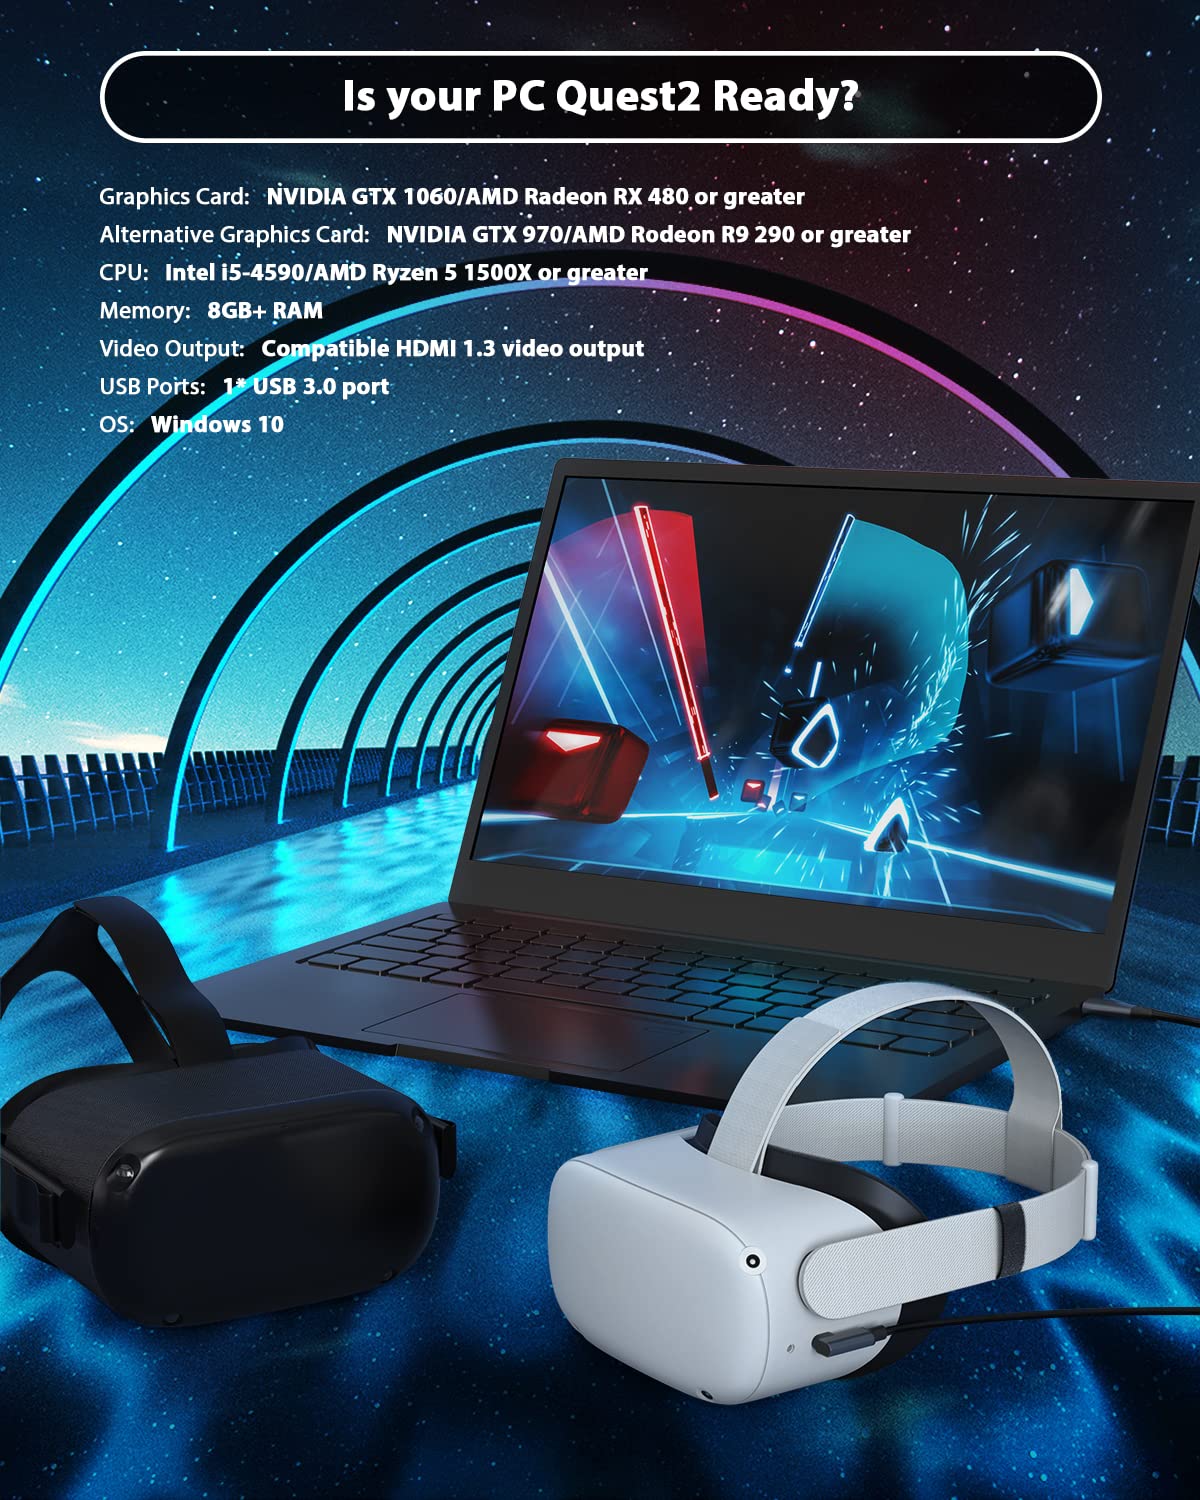 Is your PC Quest2 Ready?
Graphics Card: NVIDIA GTX 1060/AMD Radeon RX 480 or greater
Alternative Graphics Card: NVIDIA GTX 970/AMD Rodeon R9 290 or greater
CPU: Intel i5-4590/AMD Ryzen 5 1500X or greater
Memory: 8GB+ RAM
Video Output: Compatible HDMI 1.3 video output
USB Ports: 1* USB 3.0 port
OS: Windows 10